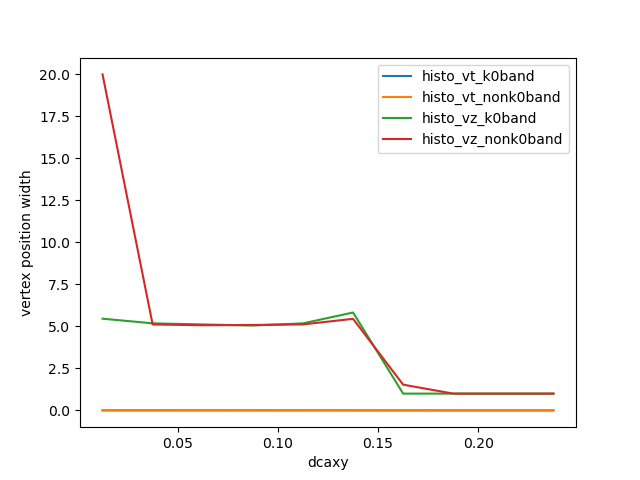 histo_vt_k0band
histo_vt_nonk0band
histo_vz_k0band
histo_vz_nonk0band
20.0
17.5
15.0
12.5
10.0
7.5
5.0
2.5
0.0
vertex position width
0.05 0.10 0.15 0.20
dcaxy